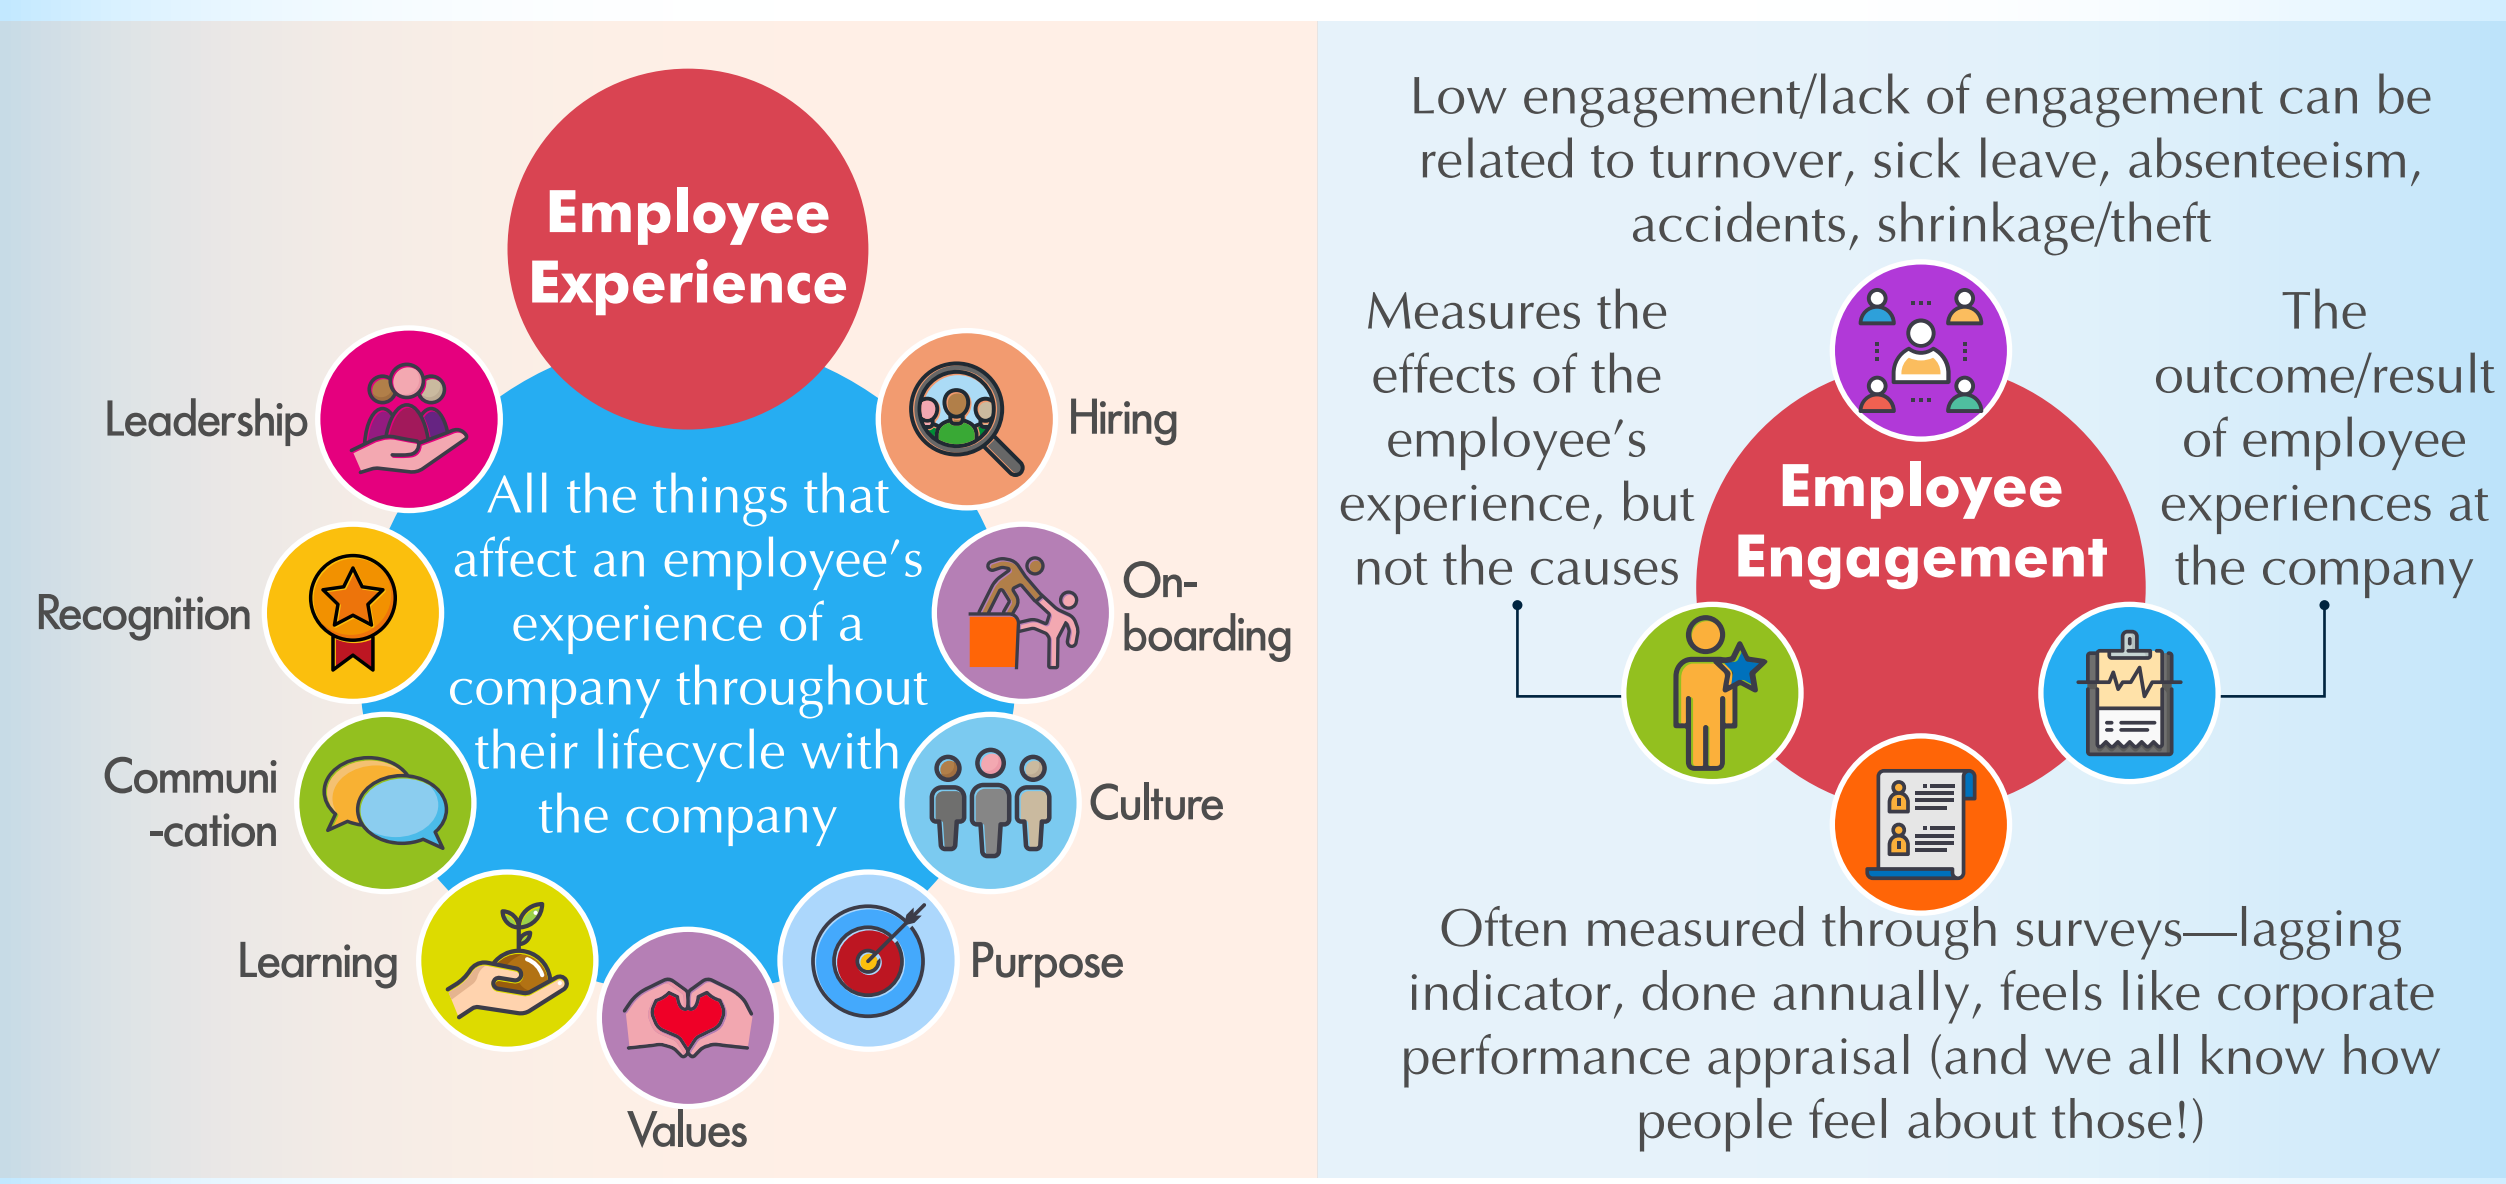 Employee
Experience
Leadership
Hiring
All the things that
affect an employee's
experience of a
company throughout
their lifecycle with
the company
Recognition
On-
boarding
Communi
-cation
Culture
Learning
Purpose
Values
Low engagement/lack of engagement can be
related to turnover, sick leave, absenteeism,
accidents, shrinkage/theft
Measures the
effects of the
employee's
experience, but
not the causes
Employee
Engagement
The
outcome/result
of employee
experiences at
the company
Often measured through surveys—lagging
indicator, done annually, feels like corporate
performance appraisal (and we all know how
people feel about those!)